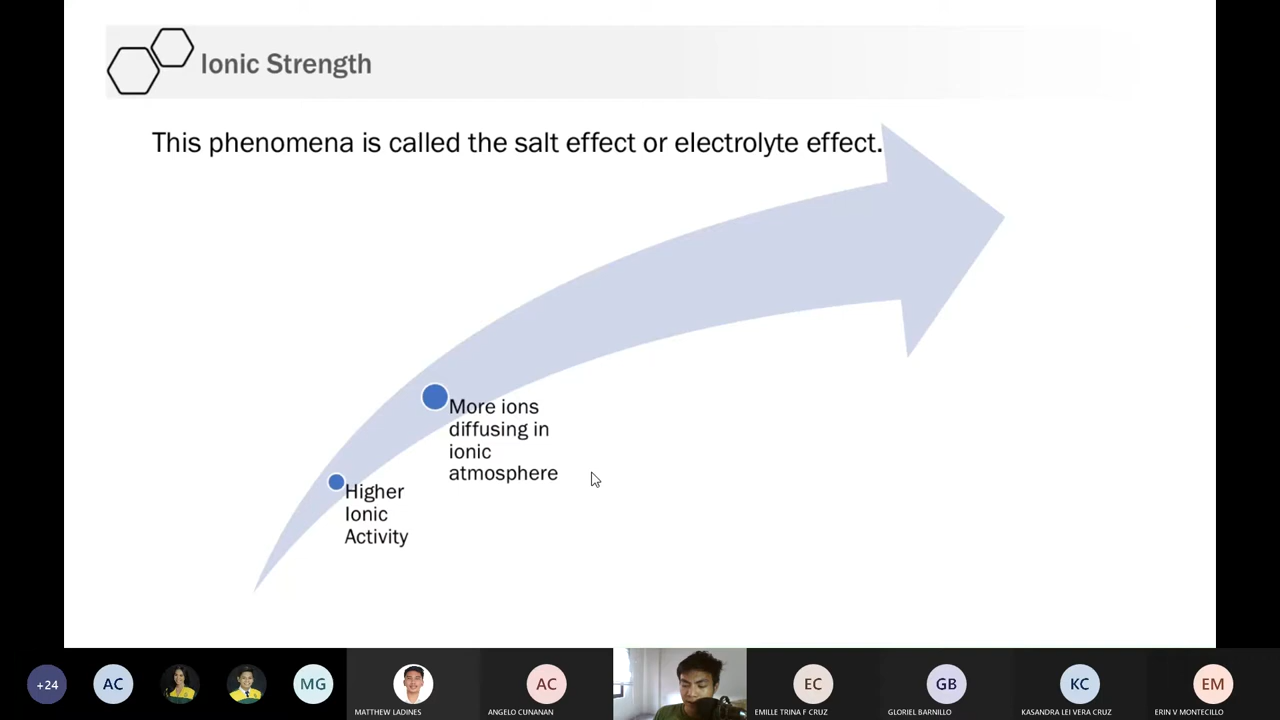 Ionic Strength
This phenomena is called the salt effect or electrolyte effect.
More ions
diffusing in
ionic
atmosphere
Higher
Ionic
Activity
+24
AC
MG
MATTHEW LADINES
AC
ANGELO CUNANAN
EC
EMILLE TRINA F CRUZ
GB
GLORIEL BARNILLO
KC
KASANDRA LEI VERA CRUZ
EM
ERIN V MONTECILLO